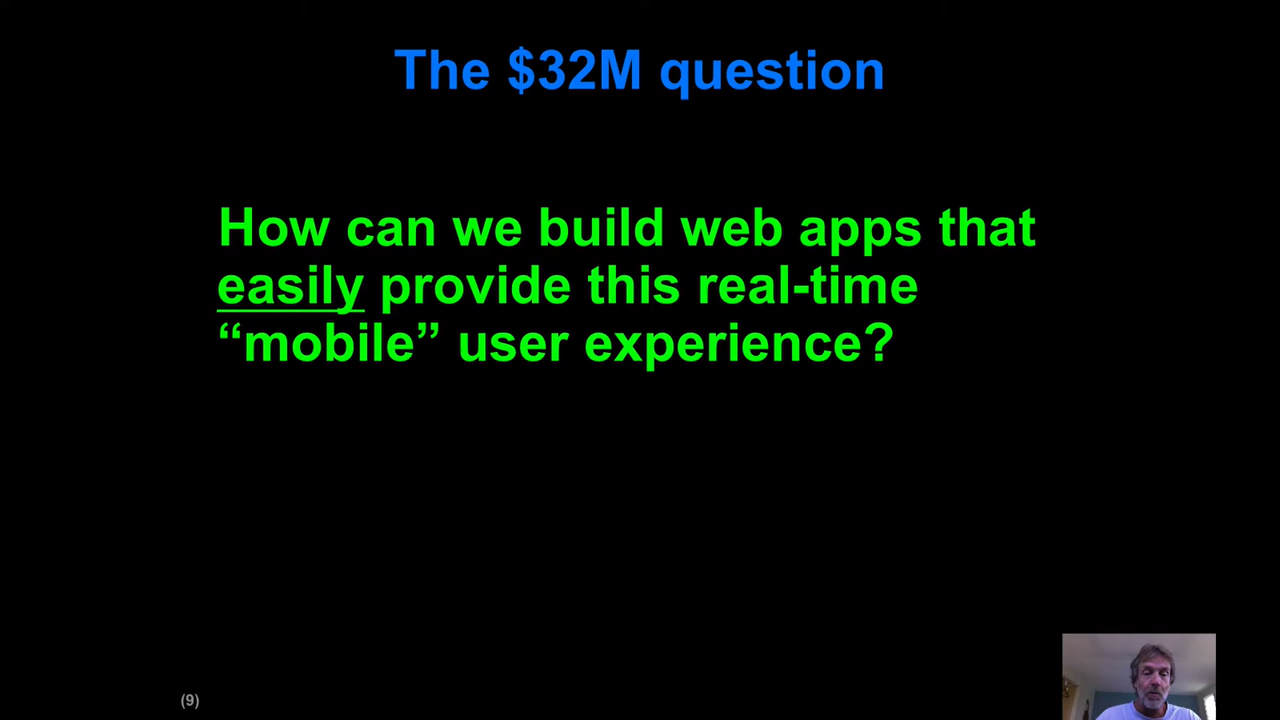 The $32M question
How can we build web apps that
easily provide this real-time
“mobile” user experience?
(9)